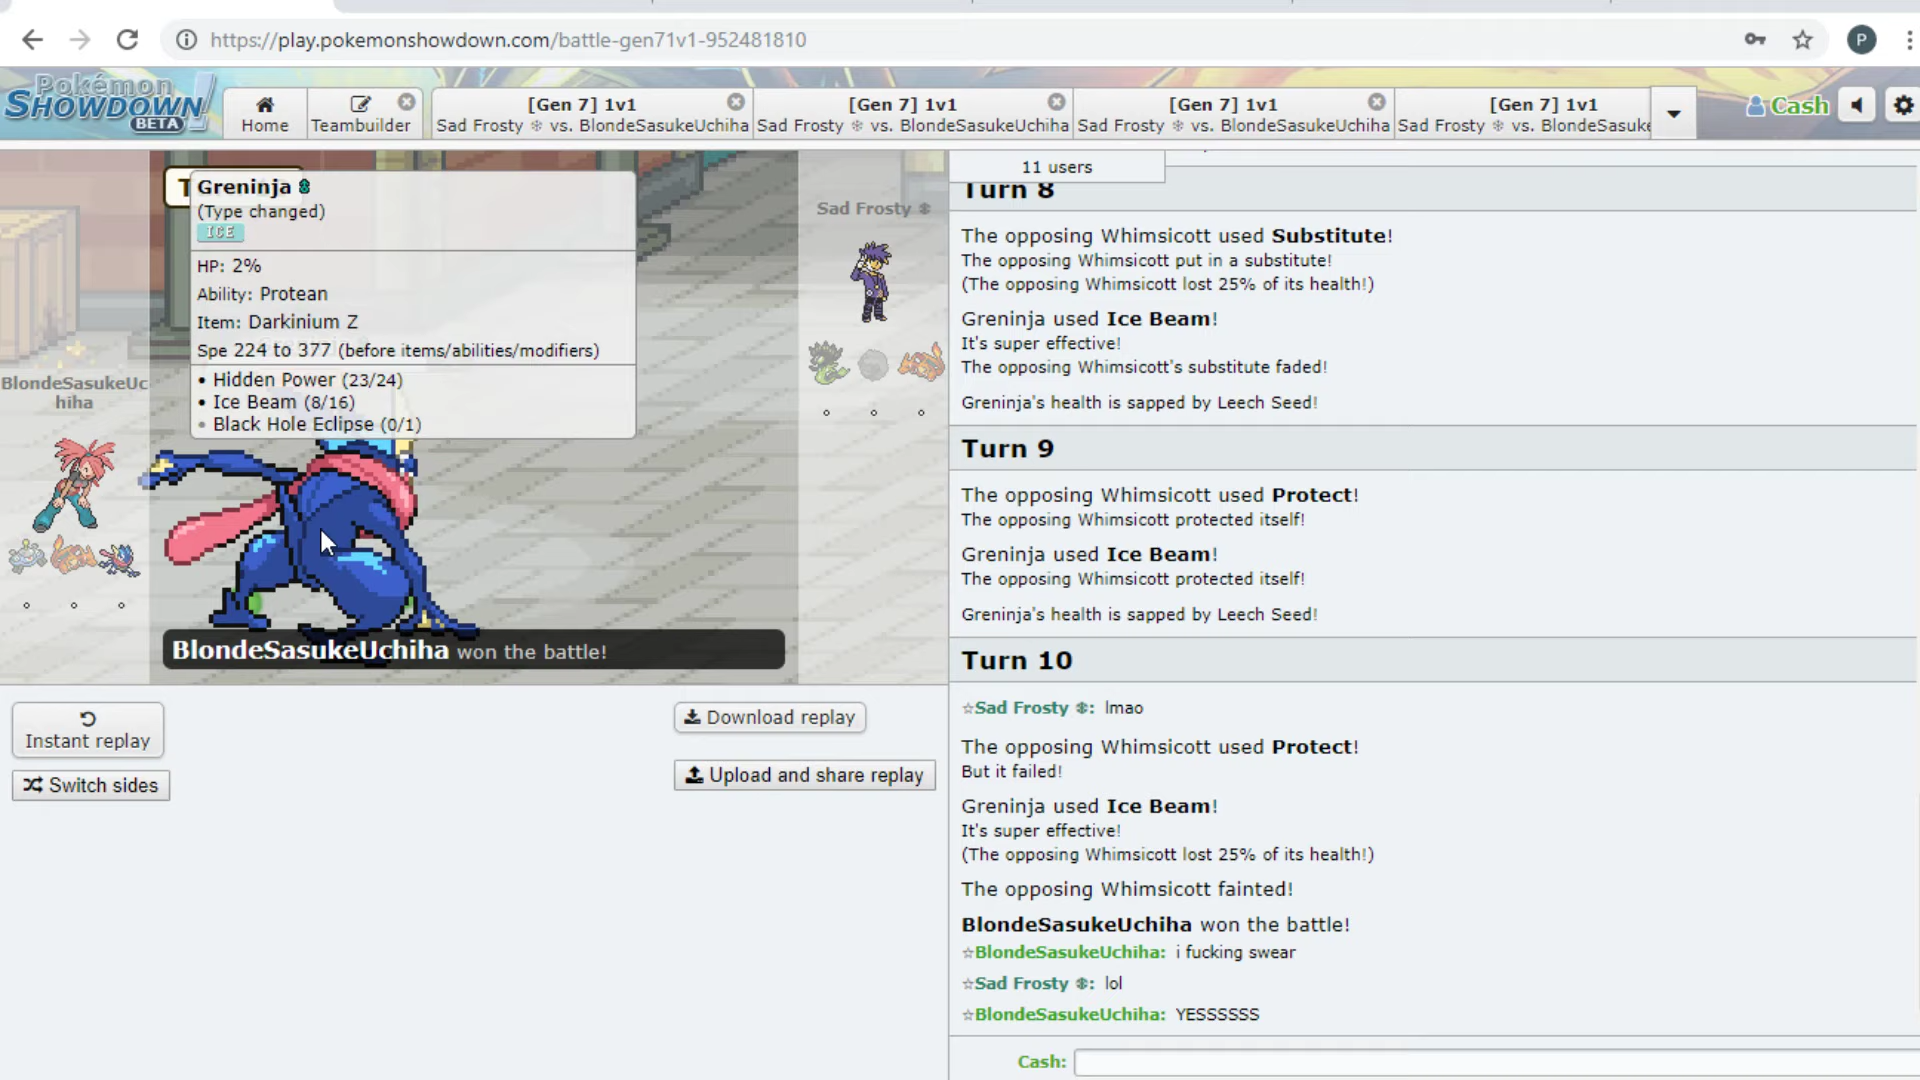 https://play.pokemonshowdown.com/battle-gen71v1-952481810
P
Pokémon
SHOWDOWN!
BETA
Home
Teambuilder
[Gen 7] 1v1
Sad Frosty ❄ vs. BlondeSasukeUchiha
[Gen 7] 1v1
Sad Frosty ❄ vs. BlondeSasukeUchiha
[Gen 7] 1v1
Sad Frosty ❄ vs. BlondeSasukeUchiha
[Gen 7] 1v1
Sad Frosty ❄ vs. BlondeSasuke
Cash
T
Greninja
(Type changed)
ICE
HP: 2%
Ability: Protean
Item: Darkinium Z
Spe 224 to 377 (before items/abilities/modifiers)
• Hidden Power (23/24)
• Ice Beam (8/16)
• Black Hole Eclipse (0/1)
BlondeSasukeUc
hiha
Sad Frosty ❄
BlondeSasukeUchiha won the battle!
Instant replay
Switch sides
Download replay
Upload and share replay
11 users
Turn 8
The opposing Whimsicott used Substitute!
The opposing Whimsicott put in a substitute!
(The opposing Whimsicott lost 25% of its health!)
Greninja used Ice Beam!
It's super effective!
The opposing Whimsicott's substitute faded!
Greninja's health is sapped by Leech Seed!
Turn 9
The opposing Whimsicott used Protect!
The opposing Whimsicott protected itself!
Greninja used Ice Beam!
The opposing Whimsicott protected itself!
Greninja's health is sapped by Leech Seed!
Turn 10
☆Sad Frosty ❄: lmao
The opposing Whimsicott used Protect!
But it failed!
Greninja used Ice Beam!
It's super effective!
(The opposing Whimsicott lost 25% of its health!)
The opposing Whimsicott fainted!
BlondeSasukeUchiha won the battle!
☆BlondeSasukeUchiha: i fucking swear
☆Sad Frosty ❄: lol
☆BlondeSasukeUchiha: YESSSSSS
Cash: